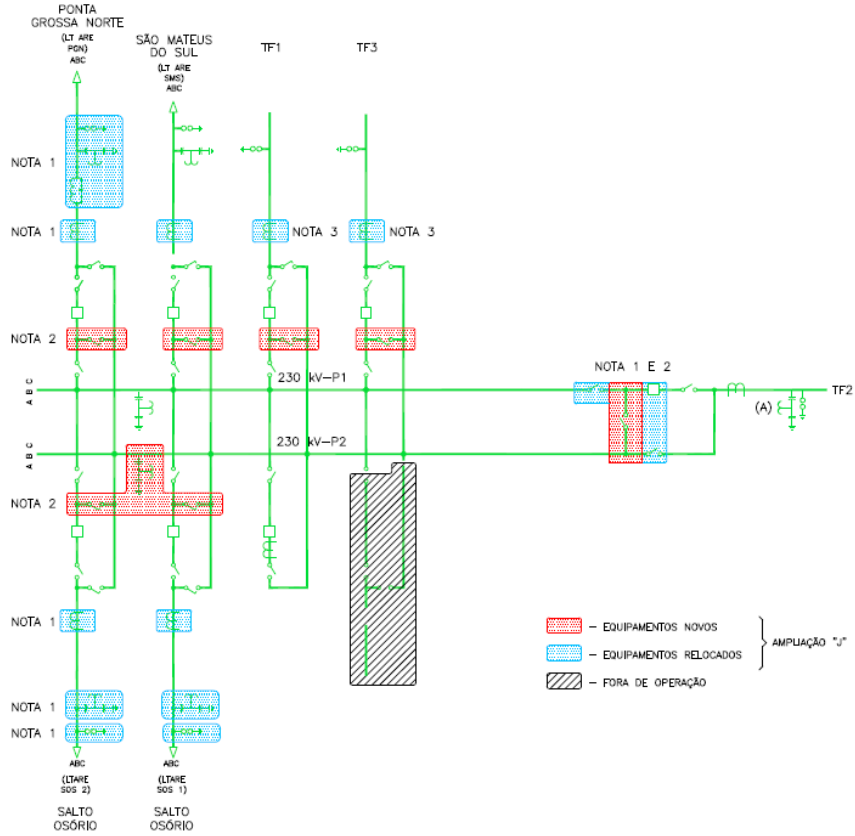 PONTA
GROSSA NORTE
(LT ARE
PGN)
ABC
SÃO MATEUS
DO SUL
(LT ARE
SMS)
ABC
TF1
TF3
NOTA 1
NOTA 1
NOTA 3
NOTA 3
NOTA 2
NOTA 1 E 2
230 kV-P1
A B C
(A)
TF2
230 kV-P2
A B C
NOTA 2
NOTA 1
- EQUIPAMENTOS NOVOS
- EQUIPAMENTOS RELOCADOS
AMPLIAÇÃO "J"
- FORA DE OPERAÇÃO
NOTA 1
NOTA 1
ABC
(LTARE
SOS 2)
SALTO
OSÓRIO
ABC
(LTARE
SOS 1)
SALTO
OSÓRIO